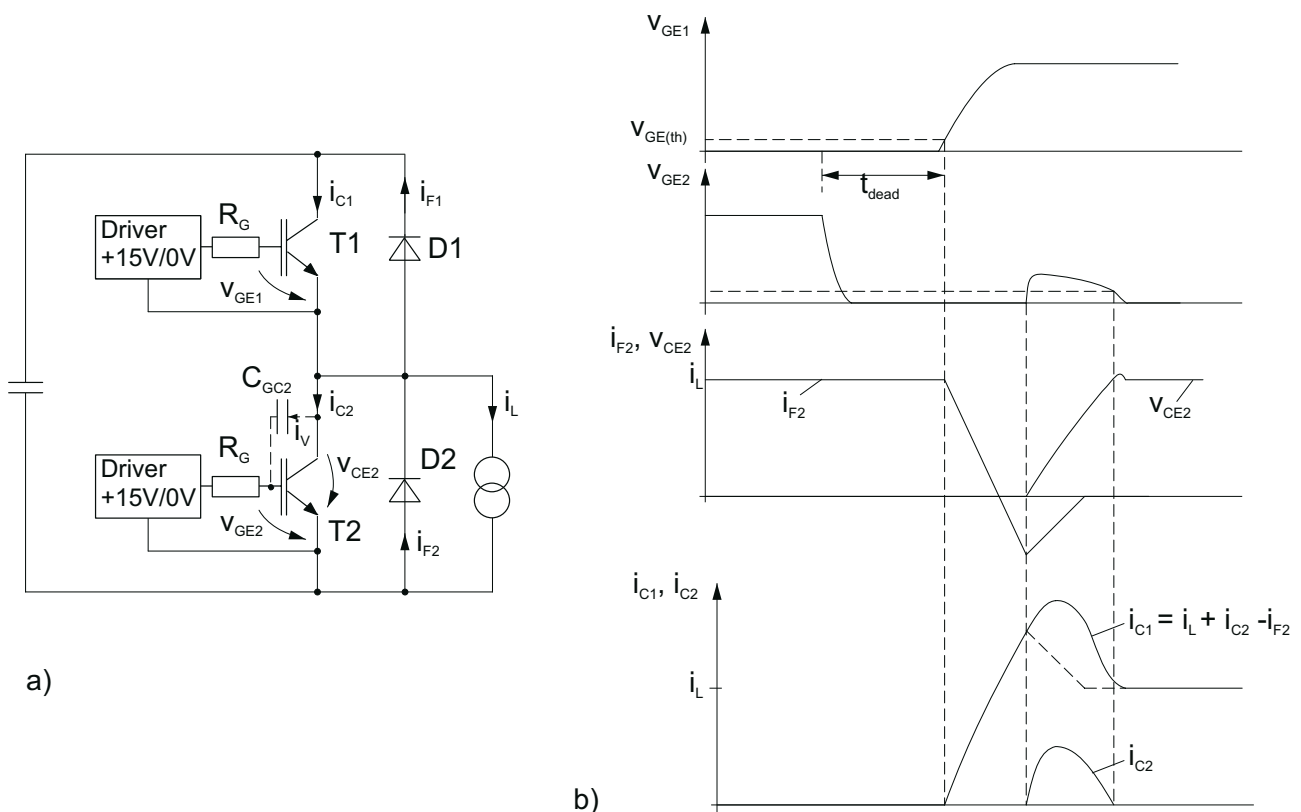 i_C1
i_F1
Driver
+15V/0V
R_G
T1
D1
v_GE1
C_GC2
i_C2
i_L
i_V
Driver
+15V/0V
R_G
v_CE2
D2
v_GE2
T2
i_F2
a)
v_GE1
v_GE(th)
v_GE2
t_dead
i_F2, v_CE2
i_L
i_F2
v_CE2
i_C1, i_C2
i_C1 = i_L + i_C2 -i_F2
i_L
i_C2
b)